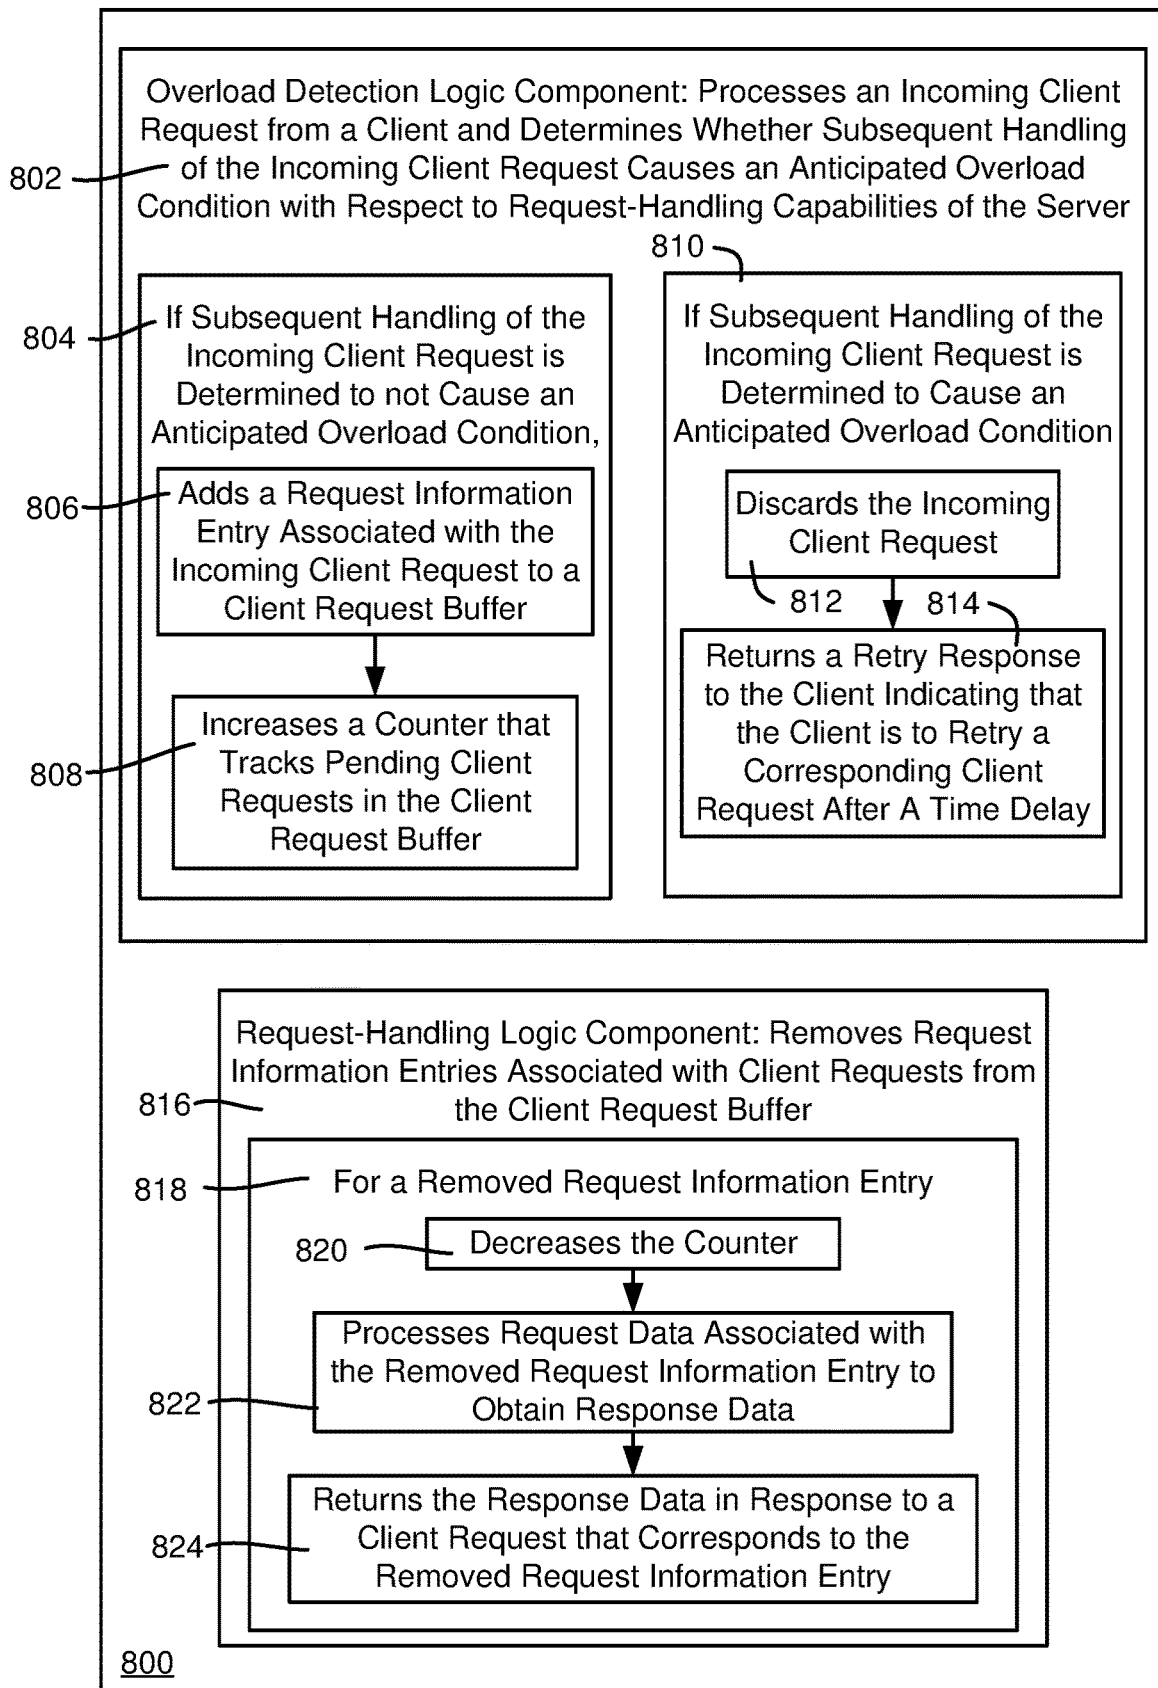 Overload Detection Logic Component: Processes an Incoming Client
Request from a Client and Determines Whether Subsequent Handling
802
of the Incoming Client Request Causes an Anticipated Overload
Condition with Respect to Request-Handling Capabilities of the Server
804
If Subsequent Handling of the
Incoming Client Request is
Determined to not Cause an
Anticipated Overload Condition,
806
Adds a Request Information
Entry Associated with the
Incoming Client Request to a
Client Request Buffer
808
Increases a Counter that
Tracks Pending Client
Requests in the Client
Request Buffer
810
If Subsequent Handling of the
Incoming Client Request is
Determined to Cause an
Anticipated Overload Condition
Discards the Incoming
Client Request
812
814
Returns a Retry Response
to the Client Indicating that
the Client is to Retry a
Corresponding Client
Request After A Time Delay
Request-Handling Logic Component: Removes Request
Information Entries Associated with Client Requests from
816
the Client Request Buffer
818
For a Removed Request Information Entry
820
Decreases the Counter
Processes Request Data Associated with
the Removed Request Information Entry to
822
Obtain Response Data
Returns the Response Data in Response to a
824
Client Request that Corresponds to the
Removed Request Information Entry
800